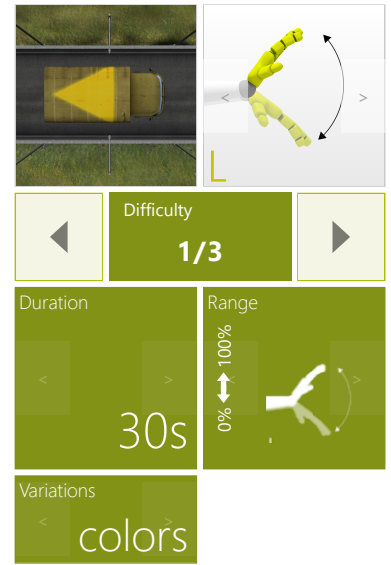 < >
L
Difficulty
1/3
Duration
< >
30s
Range
0% 100%
< >
Variations
< >
colors